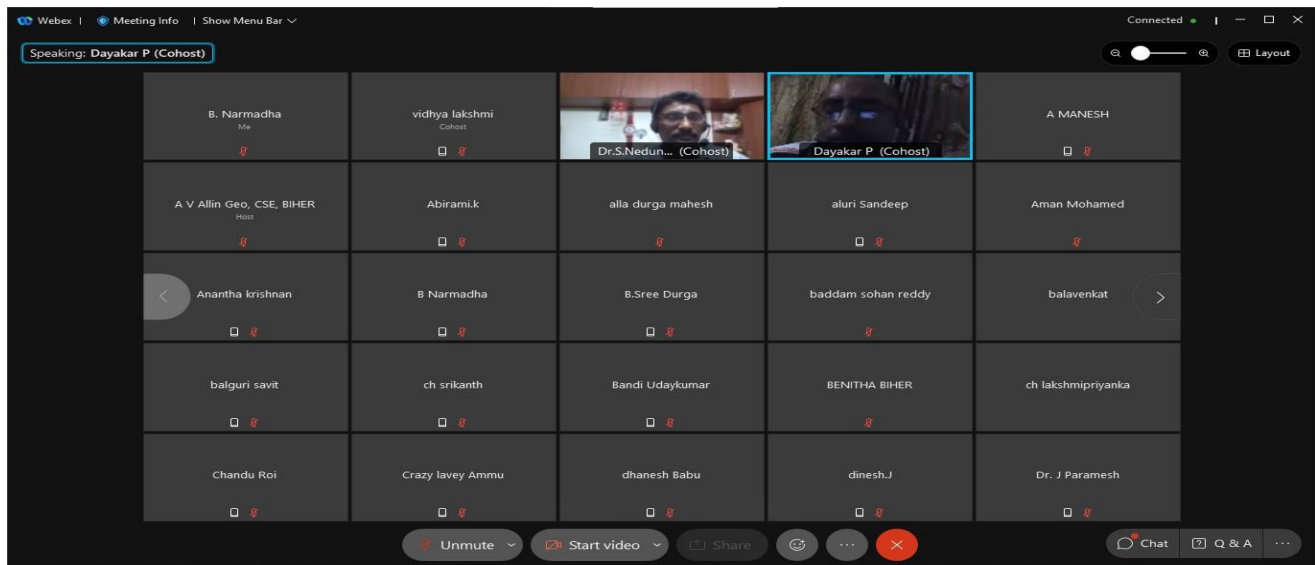 Webex | Meeting Info | Show Menu Bar
Connected
Speaking: Dayakar P (Cohost)
Layout
B. Narmadha
Me
vidhya lakshmi
Cohost
Dr.S.Nedun... (Cohost)
Dayakar P (Cohost)
A MANESH
A V Allin Geo, CSE, BIHER
Host
Abirami.k
alla durga mahesh
aluri Sandeep
Aman Mohamed
Anantha krishnan
B Narmadha
B.Sree Durga
baddam sohan reddy
balavenkat
balguri savit
ch srikanth
Bandi Udaykumar
BENITHA BIHER
ch lakshmipriyanka
Chandu Roi
Crazy lavey Ammu
dhanesh Babu
dinesh.J
Dr. J Paramesh
Unmute
Start video
Share
Chat
Q & A